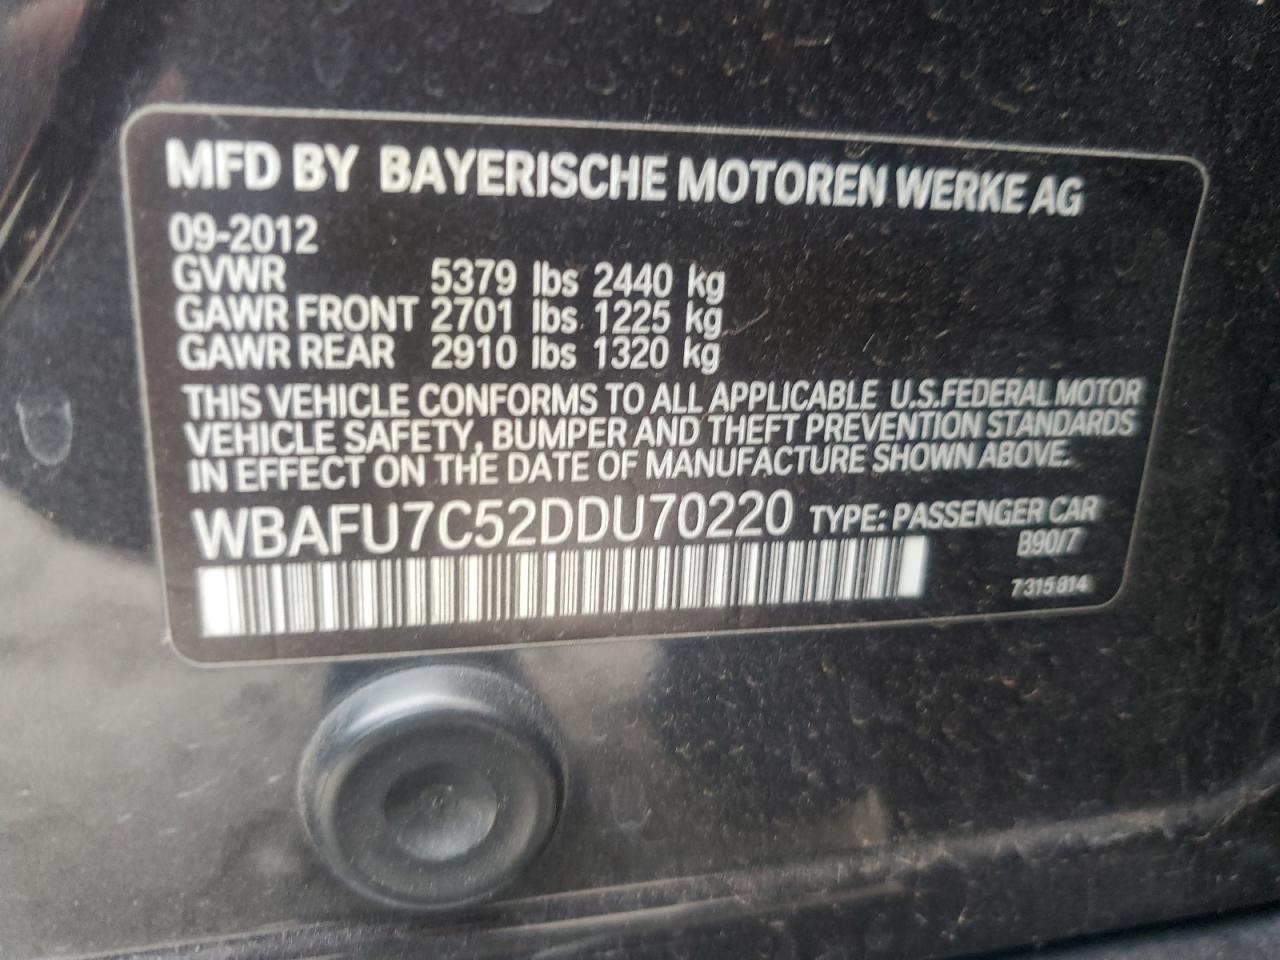 MFD BY BAYERISCHE MOTOREN WERKE AG
09-2012
GVWR 5379 lbs 2440 kg
GAWR FRONT 2701 lbs 1225 kg
GAWR REAR 2910 lbs 1320 kg
THIS VEHICLE CONFORMS TO ALL APPLICABLE U.S.FEDERAL MOTOR
VEHICLE SAFETY, BUMPER AND THEFT PREVENTION STANDARDS
IN EFFECT ON THE DATE OF MANUFACTURE SHOWN ABOVE.
WBAFU7C52DDU70220 TYPE: PASSENGER CAR
B90/7
7315814